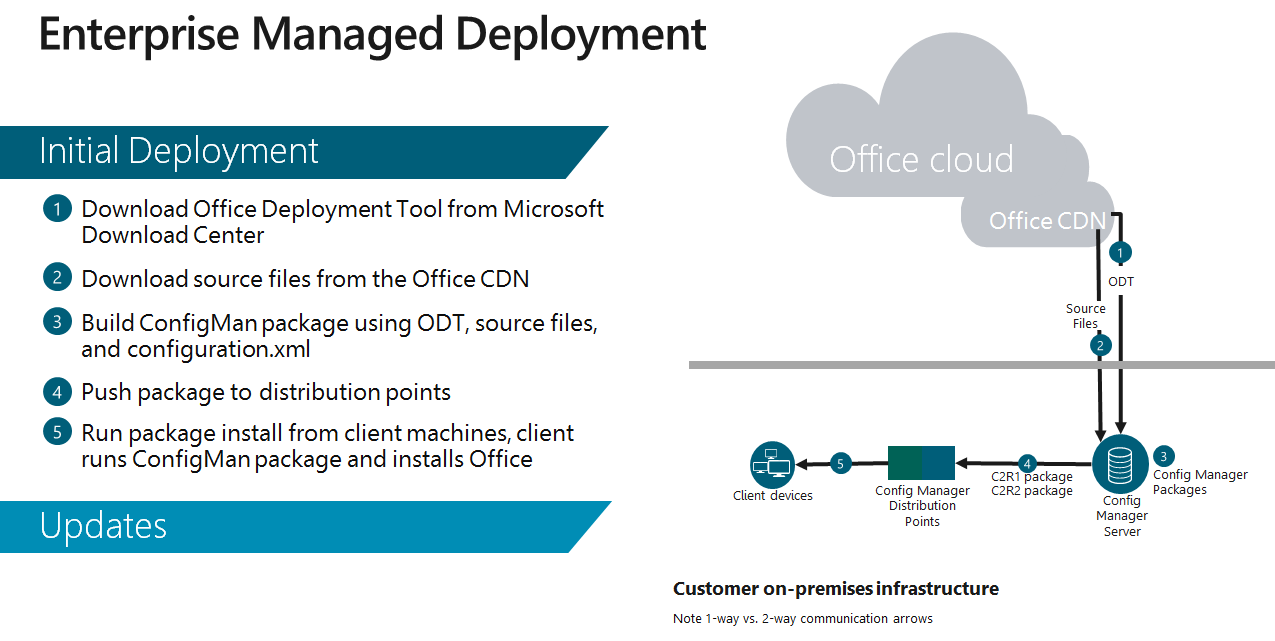 Enterprise Managed Deployment
Initial Deployment
1 Download Office Deployment Tool from Microsoft
Download Center
2 Download source files from the Office CDN
3 Build ConfigMan package using ODT, source files,
and configuration.xml
4 Push package to distribution points
5 Run package install from client machines, client
runs ConfigMan package and installs Office
Updates
Office cloud
Office CDN
1
ODT
Source
Files
2
5
4
3
Client devices
Config Manager
Distribution
Points
C2R1 package
C2R2 package
Config
Manager
Server
Config Manager
Packages
Customer on-premises infrastructure
Note 1-way vs. 2-way communication arrows